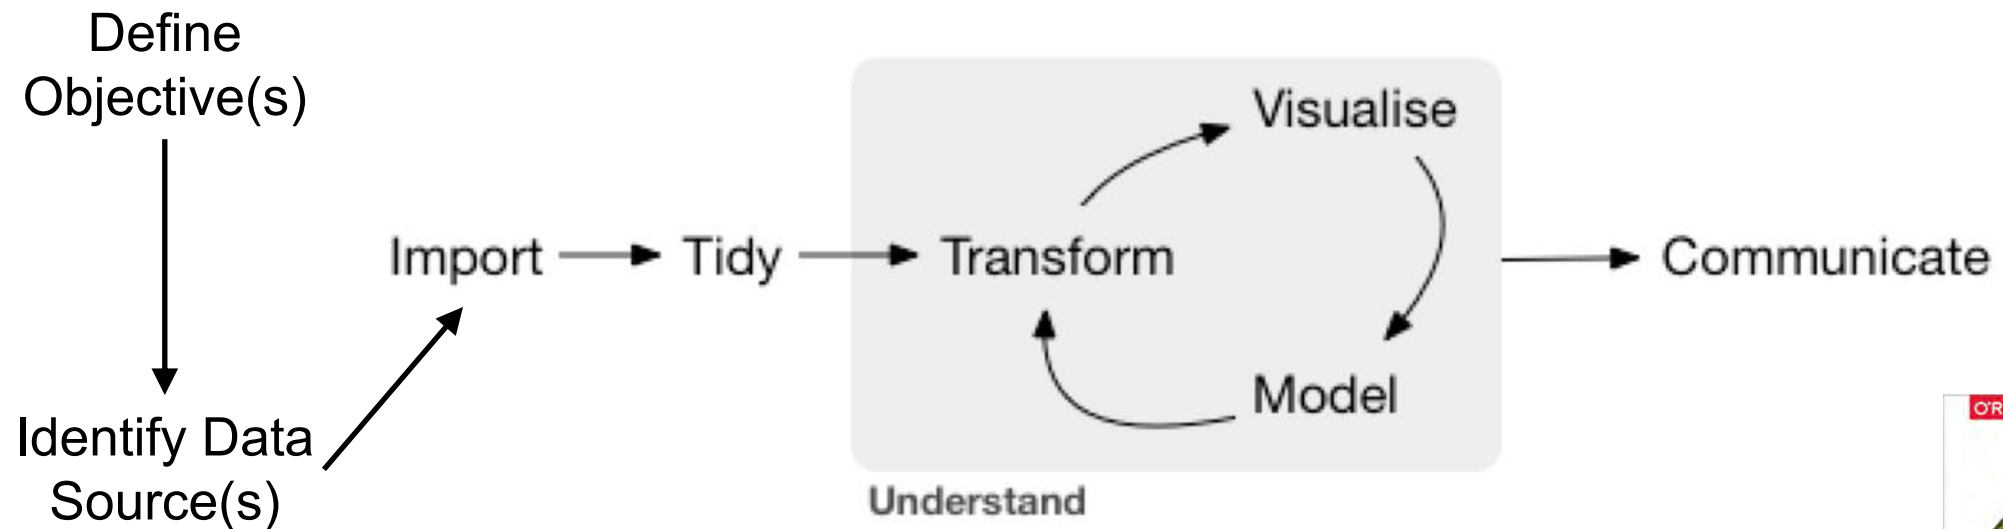 Define
Objective(s)
Identify Data
Source(s)
Import
Tidy
Transform
Visualise
Model
Understand
Communicate